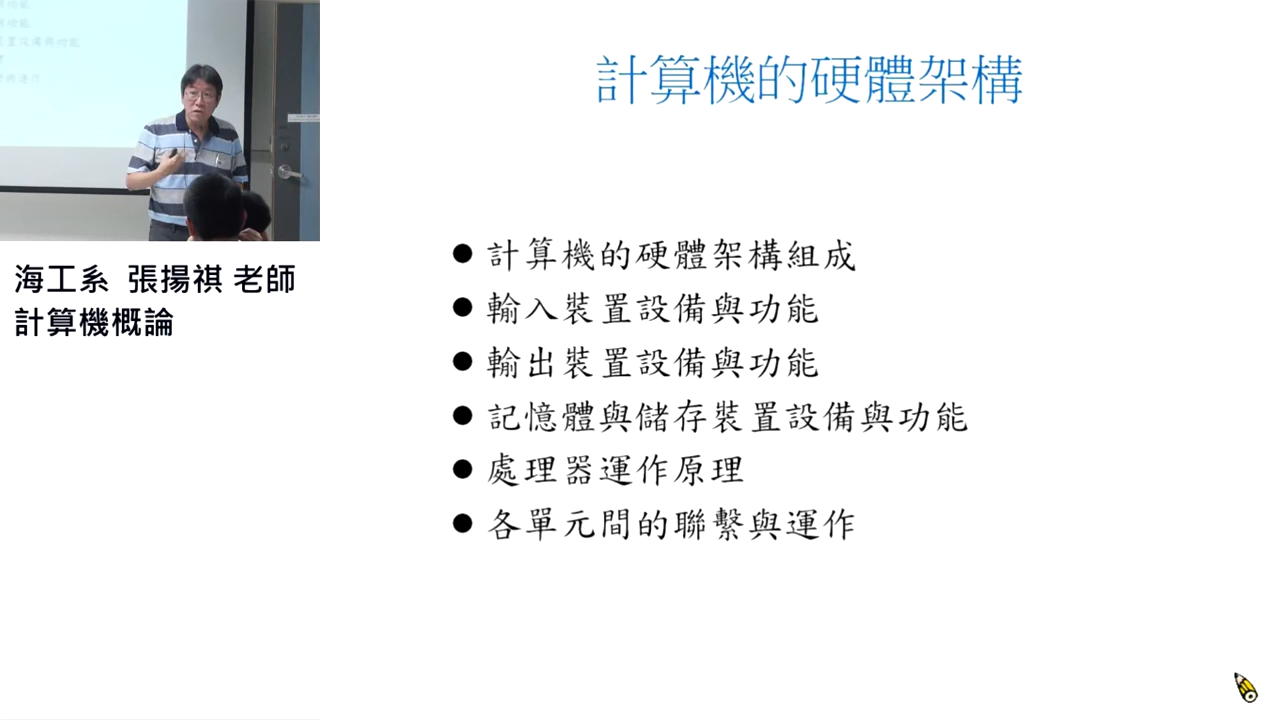 計算機的硬體架構
海工系 張揚祺 老師
計算機概論
計算機的硬體架構組成
輸入裝置設備與功能
輸出裝置設備與功能
記憶體與儲存裝置設備與功能
處理器運作原理
各單元間的聯繫與運作